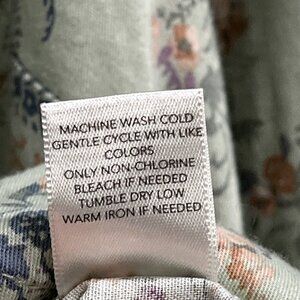 MACHINE WASH COLD
GENTLE CYCLE WITH LIKE
COLORS
ONLY NON-CHLORINE
BLEACH IF NEEDED
TUMBLE DRY LOW
WARM IRON IF NEEDED